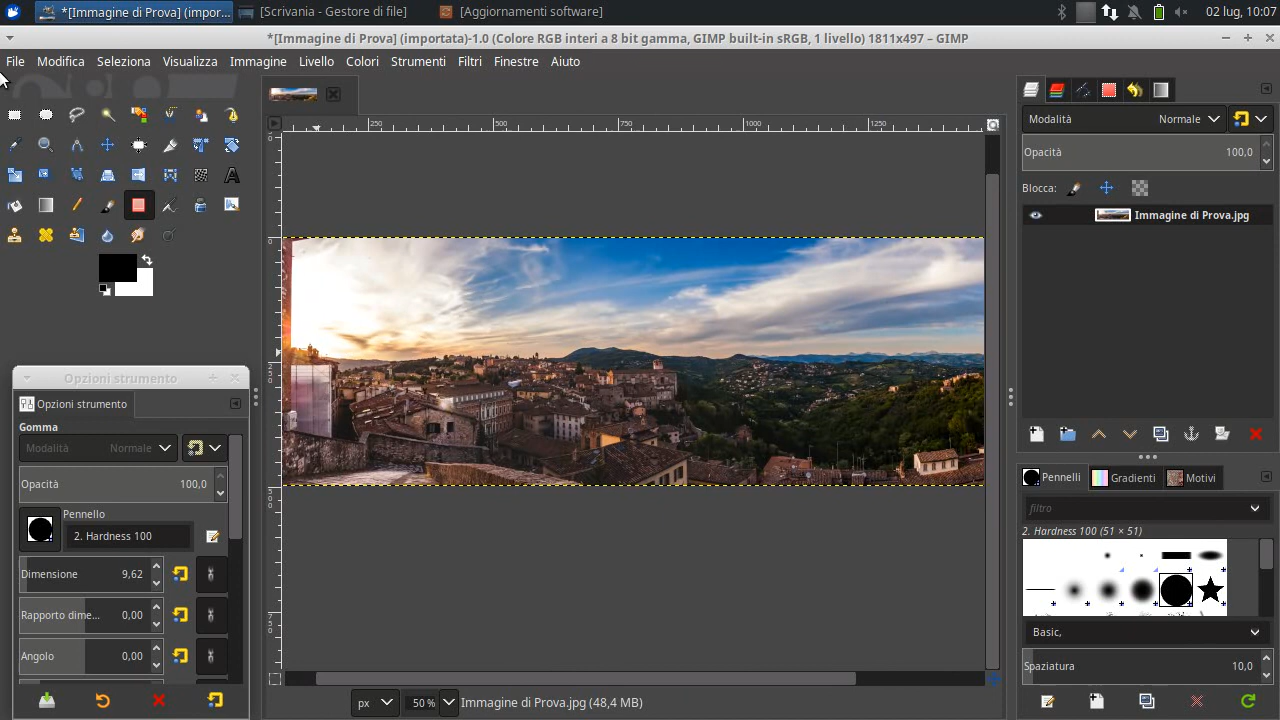 *[Immagine di Prova] (impor... [Scrivania - Gestore di file] [Aggiornamenti software] 02 lug, 10:07
*[Immagine di Prova] (importata)-1.0 (Colore RGB interi a 8 bit gamma, GIMP built-in sRGB, 1 livello) 1811x497 – GIMP
File Modifica Seleziona Visualizza Immagine Livello Colori Strumenti Filtri Finestre Aiuto
250 500 750 1000 1250
0
250
500
750
Opzioni strumento
Opzioni strumento
Gomma
Modalità Normale
Opacità 100,0
Pennello
2. Hardness 100
Dimensione 9,62
Rapporto dime... 0,00
Angolo 0,00
px 50 % Immagine di Prova.jpg (48,4 MB)
Modalità Normale
Opacità 100,0
Blocca:
Immagine di Prova.jpg
Pennelli Gradienti Motivi
filtro
2. Hardness 100 (51 × 51)
Basic,
Spaziatura 10,0